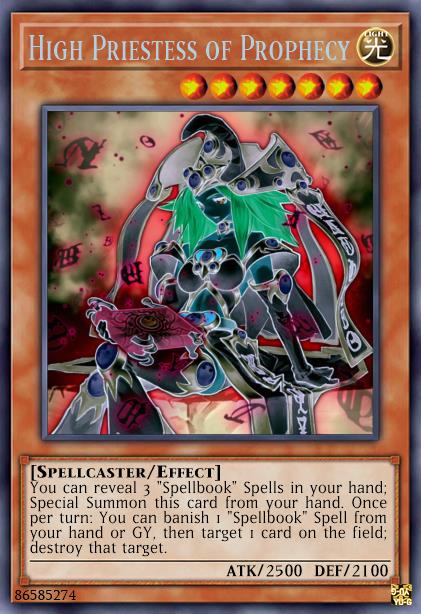 HIGH PRIESTESS OF PROPHECY
LIGHT
光
[SPELLCASTER/EFFECT]
You can reveal 3 "Spellbook" Spells in your hand;
Special Summon this card from your hand. Once
per turn: You can banish 1 "Spellbook" Spell from
your hand or GY, then target 1 card on the field;
destroy that target.
ATK/2500 DEF/2100
86585274